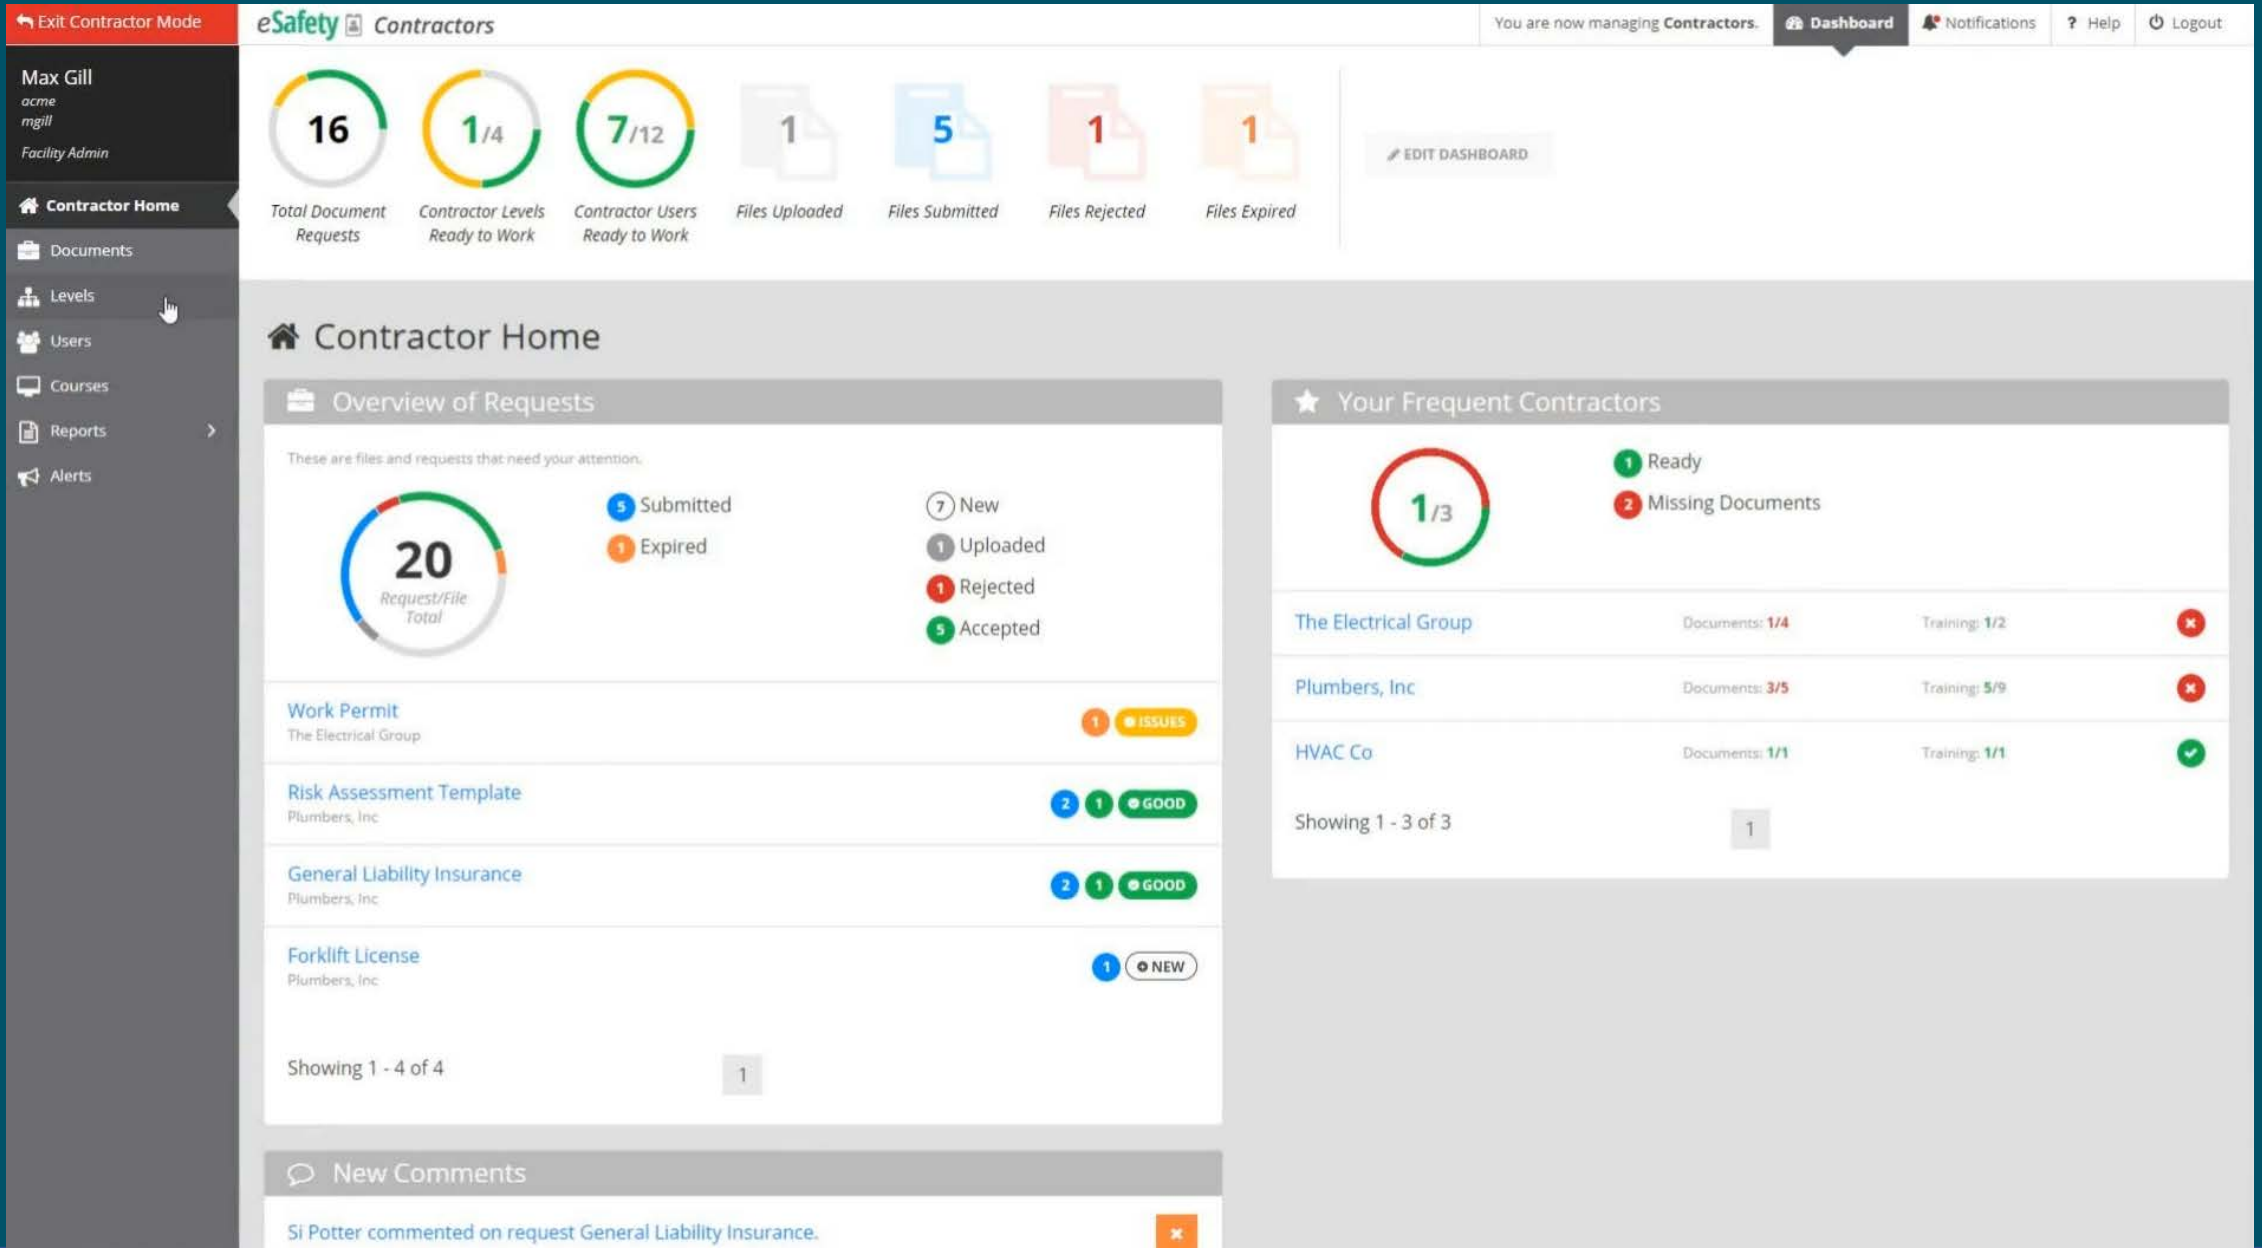 Exit Contractor Mode
eSafety Contractors
You are now managing Contractors.
Dashboard
Notifications
? Help
Logout
Max Gill
acme
mgill
Facility Admin
Contractor Home
Documents
Levels
Users
Courses
Reports
Alerts
16
Total Document
Requests
1/4
Contractor Levels
Ready to Work
7/12
Contractor Users
Ready to Work
1
Files Uploaded
5
Files Submitted
1
Files Rejected
1
Files Expired
EDIT DASHBOARD
Contractor Home
Overview of Requests
These are files and requests that need your attention.
20
Request/File
Total
5 Submitted
1 Expired
7 New
1 Uploaded
1 Rejected
5 Accepted
Work Permit
The Electrical Group
1 ISSUES
Risk Assessment Template
Plumbers, Inc
2 1 GOOD
General Liability Insurance
Plumbers, Inc
2 1 GOOD
Forklift License
Plumbers, Inc
1 NEW
Showing 1 - 4 of 4
1
New Comments
Si Potter commented on request General Liability Insurance.
Your Frequent Contractors
1/3
1 Ready
2 Missing Documents
The Electrical Group Documents: 1/4 Training: 1/2
Plumbers, Inc Documents: 3/5 Training: 5/9
HVAC Co Documents: 1/1 Training: 1/1
Showing 1 - 3 of 3
1